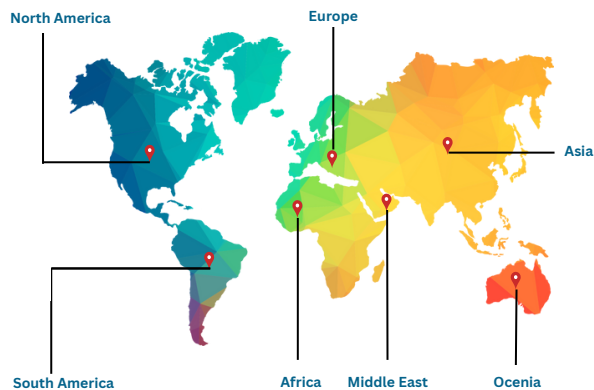 North America
Europe
Asia
South America
Africa
Middle East
Ocenia